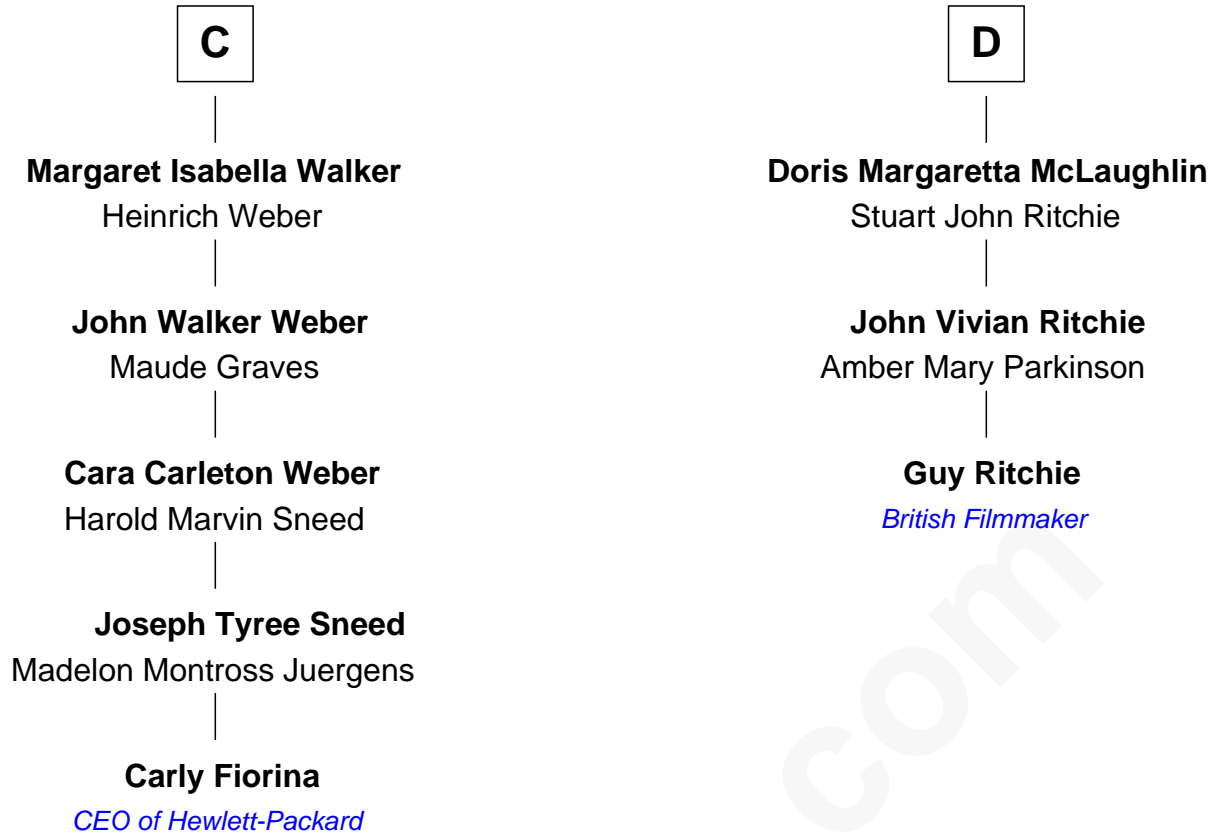 C
Margaret Isabella Walker
Heinrich Weber
John Walker Weber
Maude Graves
Cara Carleton Weber
Harold Marvin Sneed
Joseph Tyree Sneed
Madelon Montross Juergens
Carly Fiorina
CEO of Hewlett-Packard
D
Doris Margaretta McLaughlin
Stuart John Ritchie
John Vivian Ritchie
Amber Mary Parkinson
Guy Ritchie
British Filmmaker
com